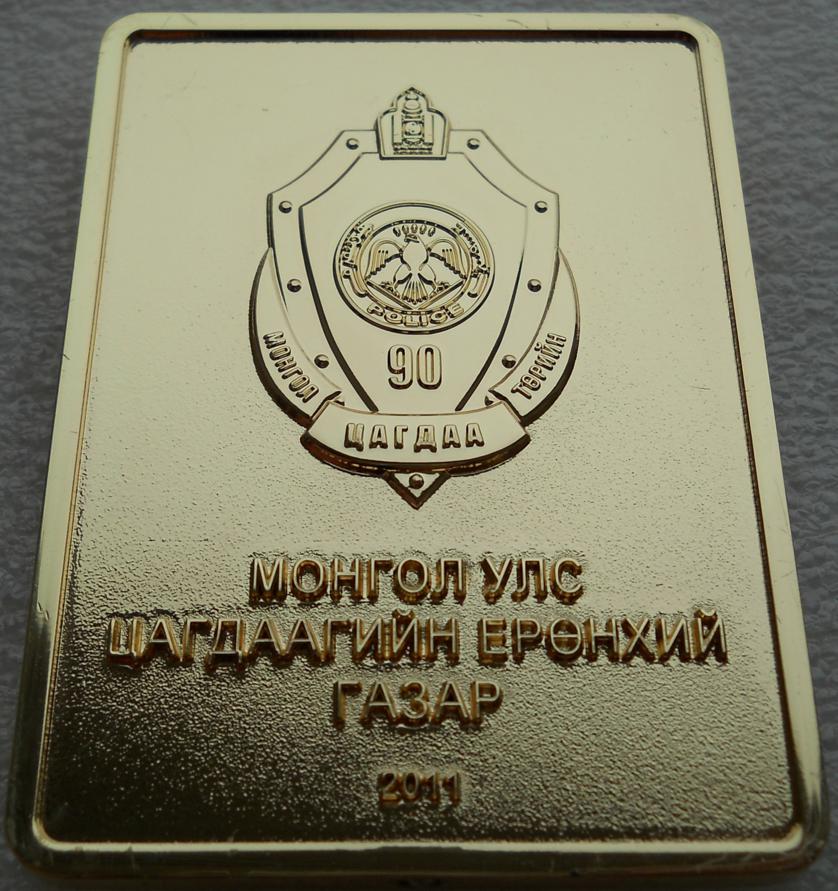 POLICE
90
МОНГОЛ
ТӨРИЙН
ЦАГДАА
МОНГОЛ УЛС
ЦАГДААГИЙН ЕРӨНХИЙ
ГАЗАР
2011